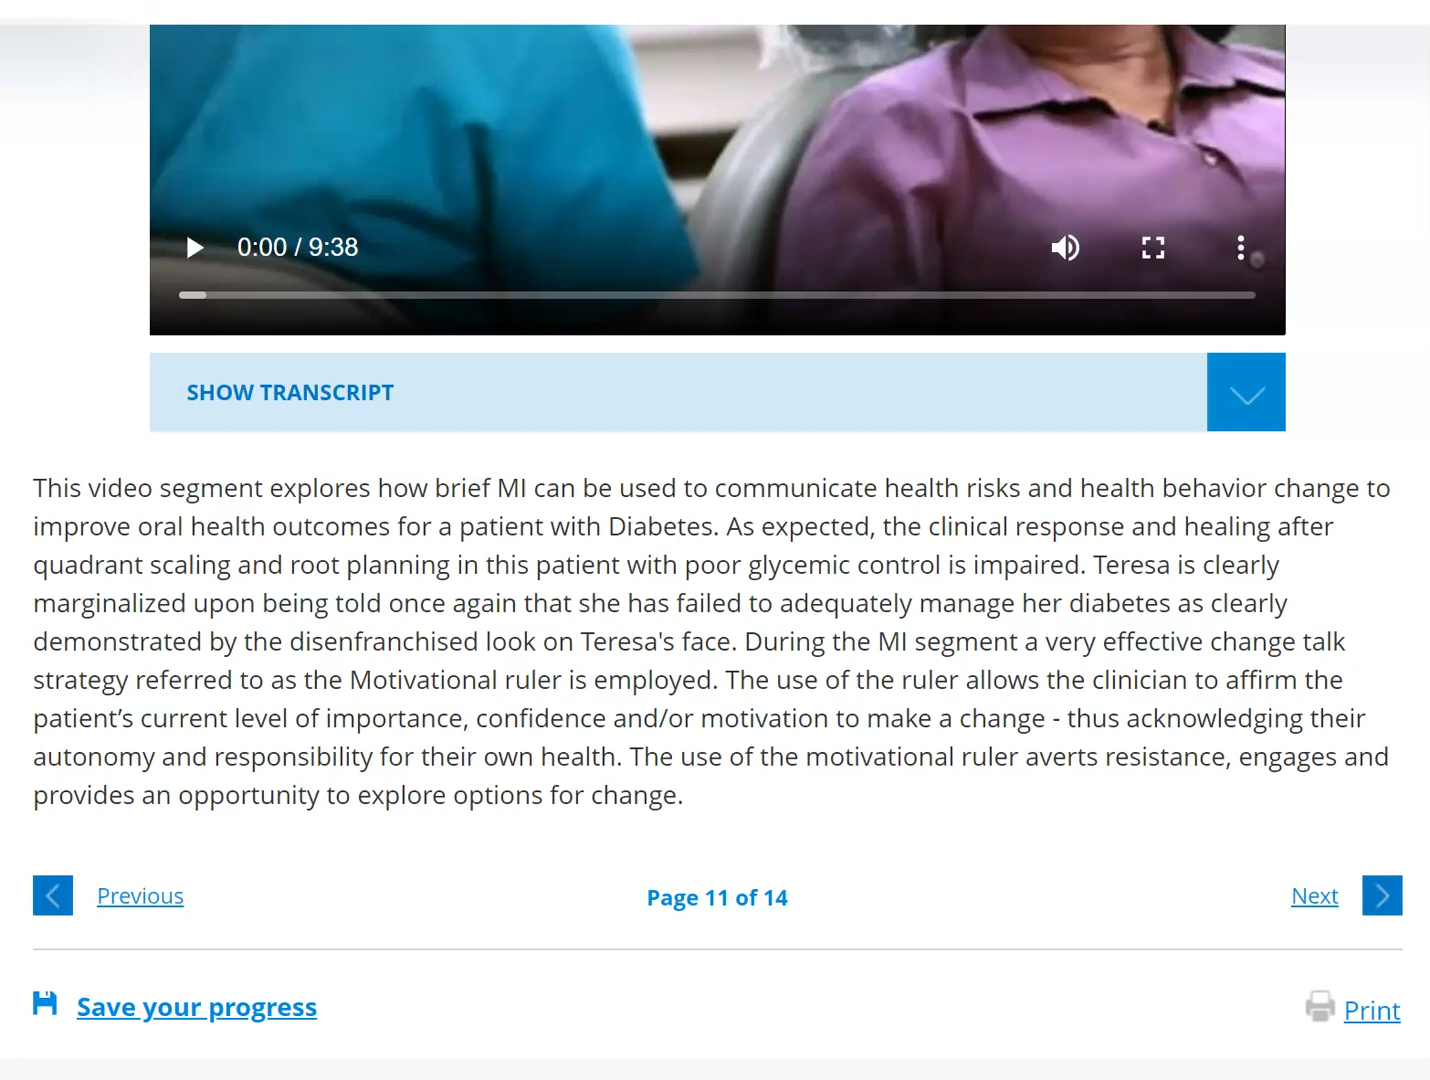 0:00 / 9:38
SHOW TRANSCRIPT
This video segment explores how brief MI can be used to communicate health risks and health behavior change to
improve oral health outcomes for a patient with Diabetes. As expected, the clinical response and healing after
quadrant scaling and root planning in this patient with poor glycemic control is impaired. Teresa is clearly
marginalized upon being told once again that she has failed to adequately manage her diabetes as clearly
demonstrated by the disenfranchised look on Teresa's face. During the MI segment a very effective change talk
strategy referred to as the Motivational ruler is employed. The use of the ruler allows the clinician to affirm the
patient’s current level of importance, confidence and/or motivation to make a change - thus acknowledging their
autonomy and responsibility for their own health. The use of the motivational ruler averts resistance, engages and
provides an opportunity to explore options for change.
Previous
Page 11 of 14
Next
Save your progress
Print